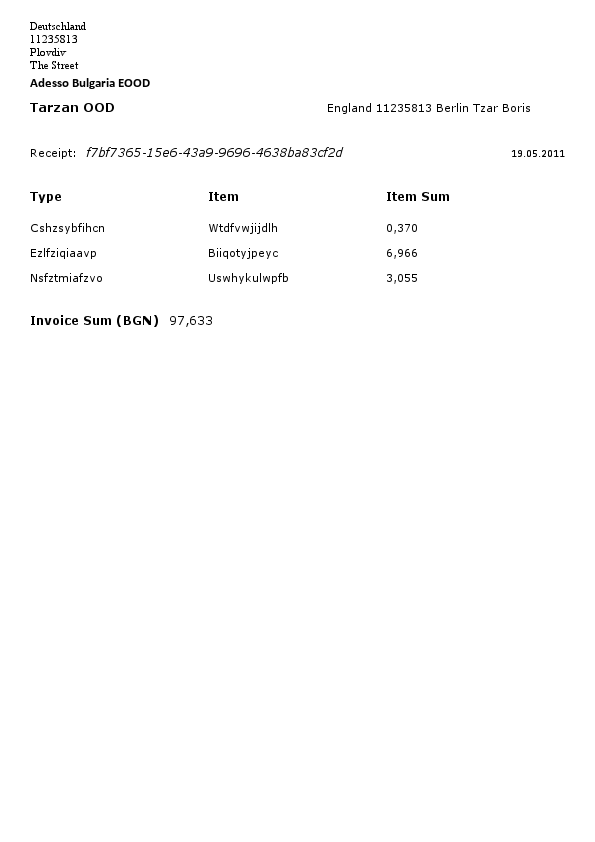 Deutschland
11235813
Plovdiv
The Street
Adesso Bulgaria EOOD
Tarzan OOD England 11235813 Berlin Tzar Boris
Receipt: f7bf7365-15e6-43a9-9696-4638ba83cf2d 19.05.2011
Type Item Item Sum
Cshzsybfihcn Wtdfvwjijdlh 0,370
Ezlfziqiaavp Biiqotyjpeyc 6,966
Nsfztmiafzvo Uswhykulwpfb 3,055
Invoice Sum (BGN) 97,633